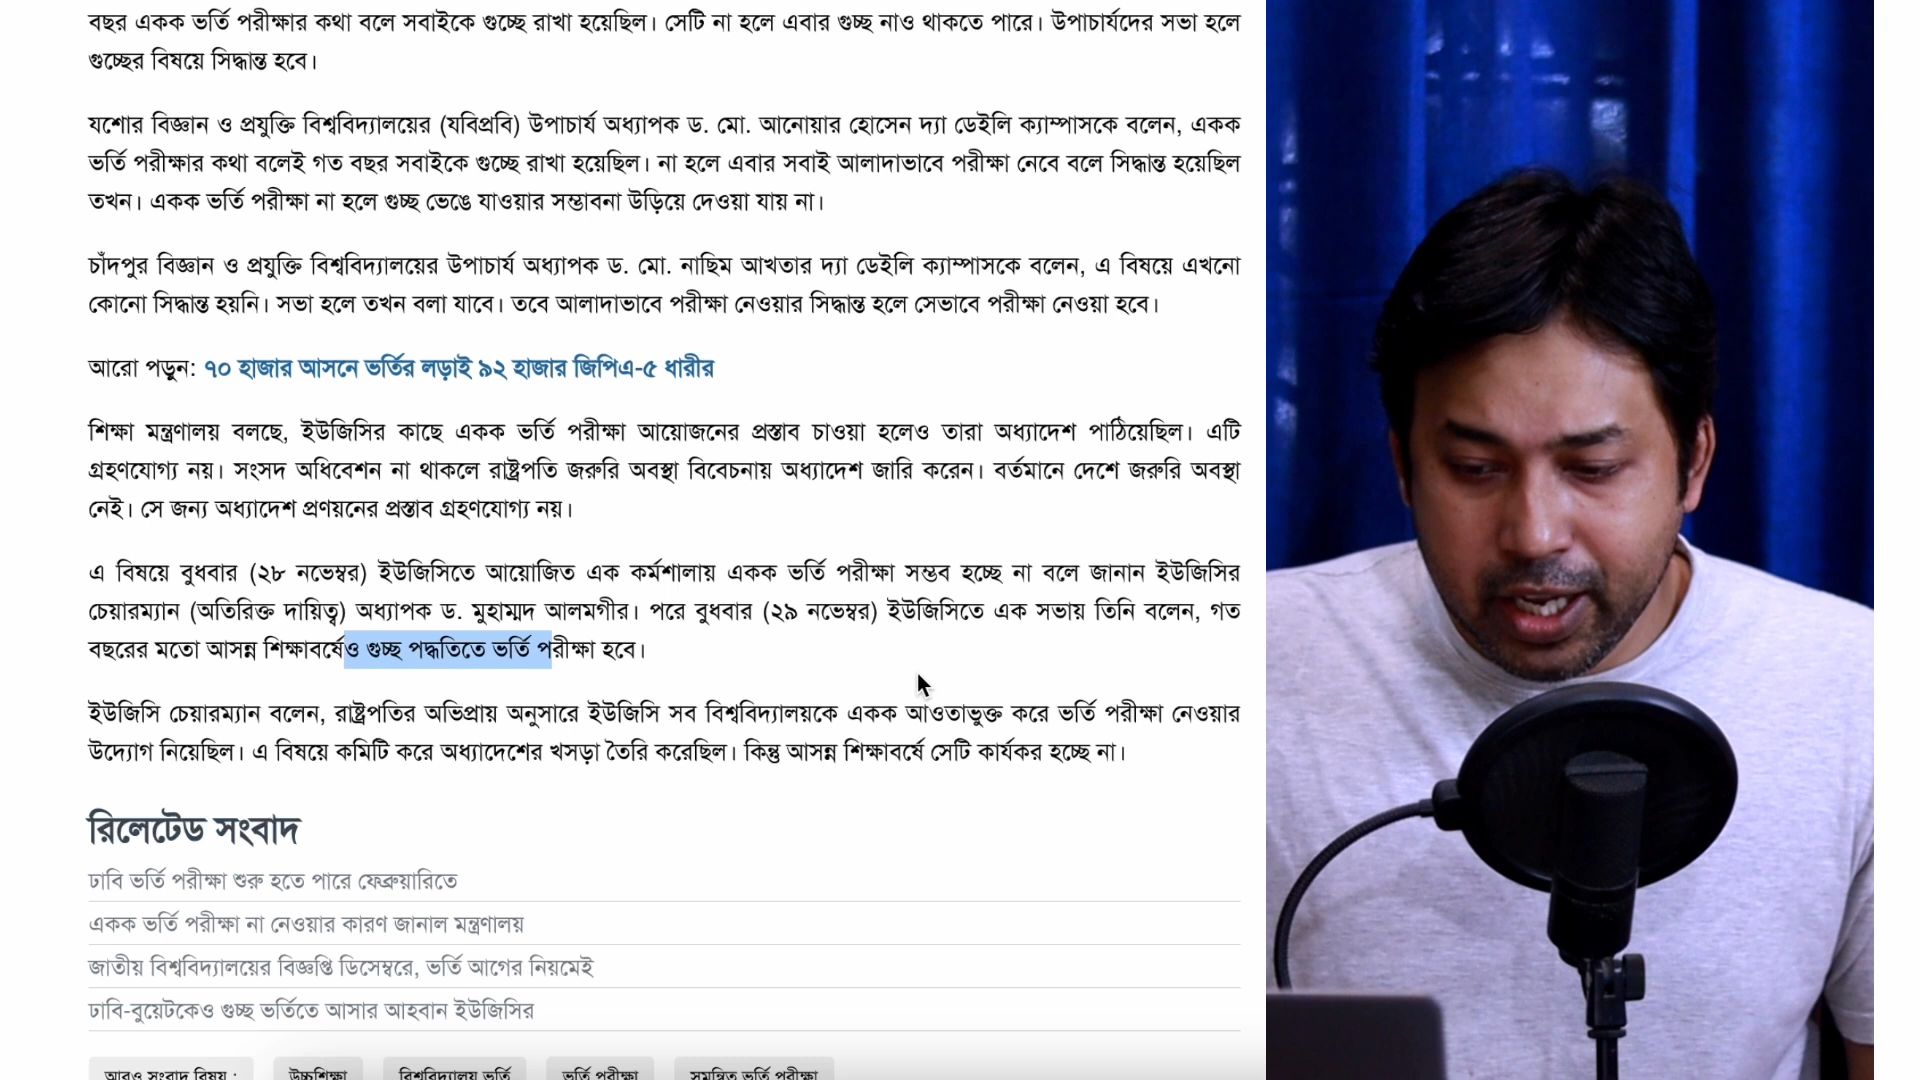 বছর একক ভর্তি পরীক্ষার কথা বলে সবাইকে গুচ্ছে রাখা হয়েছিল। সেটি না হলে এবার গুচ্ছ নাও থাকতে পারে। উপাচার্যদের সভা হলে
গুচ্ছের বিষয়ে সিদ্ধান্ত হবে।
যশোর বিজ্ঞান ও প্রযুক্তি বিশ্ববিদ্যালয়ের (যবিপ্রবি) উপাচার্য অধ্যাপক ড. মো. আনোয়ার হোসেন দ্যা ডেইলি ক্যাম্পাসকে বলেন, একক
ভর্তি পরীক্ষার কথা বলেই গত বছর সবাইকে গুচ্ছে রাখা হয়েছিল। না হলে এবার সবাই আলাদাভাবে পরীক্ষা নেবে বলে সিদ্ধান্ত হয়েছিল
তখন। একক ভর্তি পরীক্ষা না হলে গুচ্ছ ভেঙে যাওয়ার সম্ভাবনা উড়িয়ে দেওয়া যায় না।
চাঁদপুর বিজ্ঞান ও প্রযুক্তি বিশ্ববিদ্যালয়ের উপাচার্য অধ্যাপক ড. মো. নাছিম আখতার দ্যা ডেইলি ক্যাম্পাসকে বলেন, এ বিষয়ে এখনো
কোনো সিদ্ধান্ত হয়নি। সভা হলে তখন বলা যাবে। তবে আলাদাভাবে পরীক্ষা নেওয়ার সিদ্ধান্ত হলে সেভাবে পরীক্ষা নেওয়া হবে।
আরো পড়ুন: ৭০ হাজার আসনে ভর্তির লড়াই ৯২ হাজার জিপিএ-৫ ধারীর
শিক্ষা মন্ত্রণালয় বলছে, ইউজিসির কাছে একক ভর্তি পরীক্ষা আয়োজনের প্রস্তাব চাওয়া হলেও তারা অধ্যাদেশ পাঠিয়েছিল। এটি
গ্রহণযোগ্য নয়। সংসদ অধিবেশন না থাকলে রাষ্ট্রপতি জরুরি অবস্থা বিবেচনায় অধ্যাদেশ জারি করেন। বর্তমানে দেশে জরুরি অবস্থা
নেই। সে জন্য অধ্যাদেশ প্রণয়নের প্রস্তাব গ্রহণযোগ্য নয়।
এ বিষয়ে বুধবার (২৮ নভেম্বর) ইউজিসিতে আয়োজিত এক কর্মশালায় একক ভর্তি পরীক্ষা সম্ভব হচ্ছে না বলে জানান ইউজিসির
চেয়ারম্যান (অতিরিক্ত দায়িত্ব) অধ্যাপক ড. মুহাম্মদ আলমগীর। পরে বুধবার (২৯ নভেম্বর) ইউজিসিতে এক সভায় তিনি বলেন, গত
বছরের মতো আসন্ন শিক্ষাবর্ষেও গুচ্ছ পদ্ধতিতে ভর্তি পরীক্ষা হবে।
ইউজিসি চেয়ারম্যান বলেন, রাষ্ট্রপতির অভিপ্রায় অনুসারে ইউজিসি সব বিশ্ববিদ্যালয়কে একক আওতাভুক্ত করে ভর্তি পরীক্ষা নেওয়ার
উদ্যোগ নিয়েছিল। এ বিষয়ে কমিটি করে অধ্যাদেশের খসড়া তৈরি করেছিল। কিন্তু আসন্ন শিক্ষাবর্ষে সেটি কার্যকর হচ্ছে না।
রিলেটেড সংবাদ
ঢাবি ভর্তি পরীক্ষা শুরু হতে পারে ফেব্রুয়ারিতে
একক ভর্তি পরীক্ষা না নেওয়ার কারণ জানাল মন্ত্রণালয়
জাতীয় বিশ্ববিদ্যালয়ের বিজ্ঞপ্তি ডিসেম্বরে, ভর্তি আগের নিয়মেই
ঢাবি-বুয়েটকেও গুচ্ছ ভর্তিতে আসার আহবান ইউজিসির
আরও সংবাদ বিষয় : উচ্চশিক্ষা বিশ্ববিদ্যালয় ভর্তি ভর্তি পরীক্ষা সমন্বিত ভর্তি পরীক্ষা